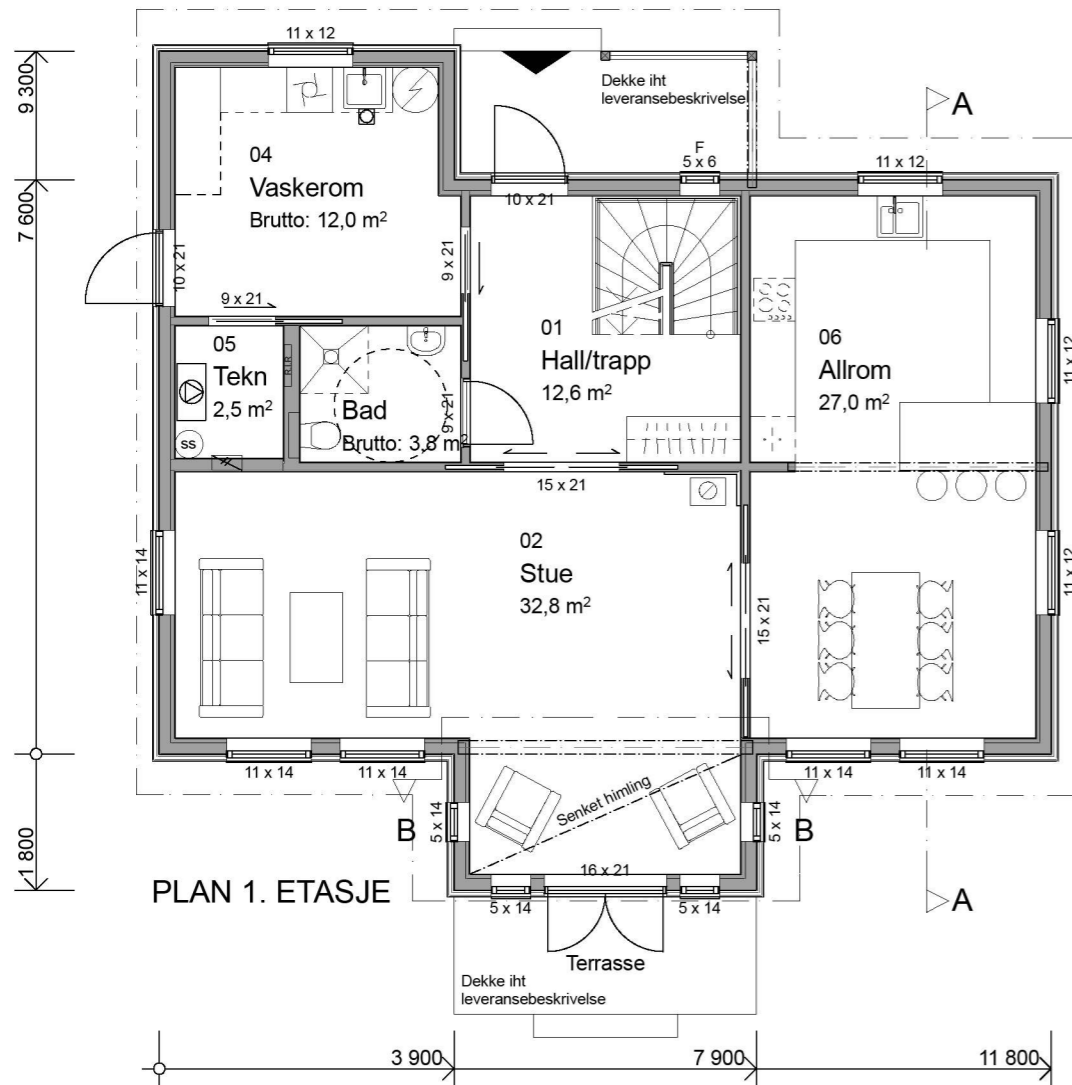 11 x 12
9 300
Dekke iht
leveransebeskrivelse
A
04
Vaskerom
Brutto: 12,0 m²
F
5 x 6
11 x 12
10 x 21
7 600
10 x 21
9 x 21
9 x 21
01
Hall/trapp
12,6 m²
06
Allrom
27,0 m²
11 x 12
05
Tekn
2,5 m²
R.I.R
SS
Bad
Brutto: 3,8 m²
9 x 21
15 x 21
02
Stue
32,8 m²
11 x 14
15 x 21
11 x 12
11 x 14
11 x 14
11 x 14
11 x 14
B
5 x 14
Senket himling
5 x 14
B
1 800
PLAN 1. ETASJE
16 x 21
5 x 14
5 x 14
A
Terrasse
Dekke iht
leveransebeskrivelse
3 900
7 900
11 800